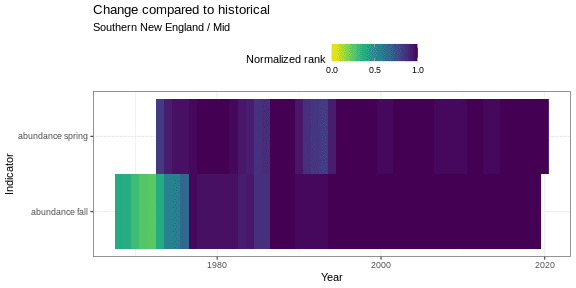 Change compared to historical
Southern New England / Mid
Normalized rank
0.0 0.5 1.0
abundance spring
abundance fall
Indicator
1980 2000 2020
Year